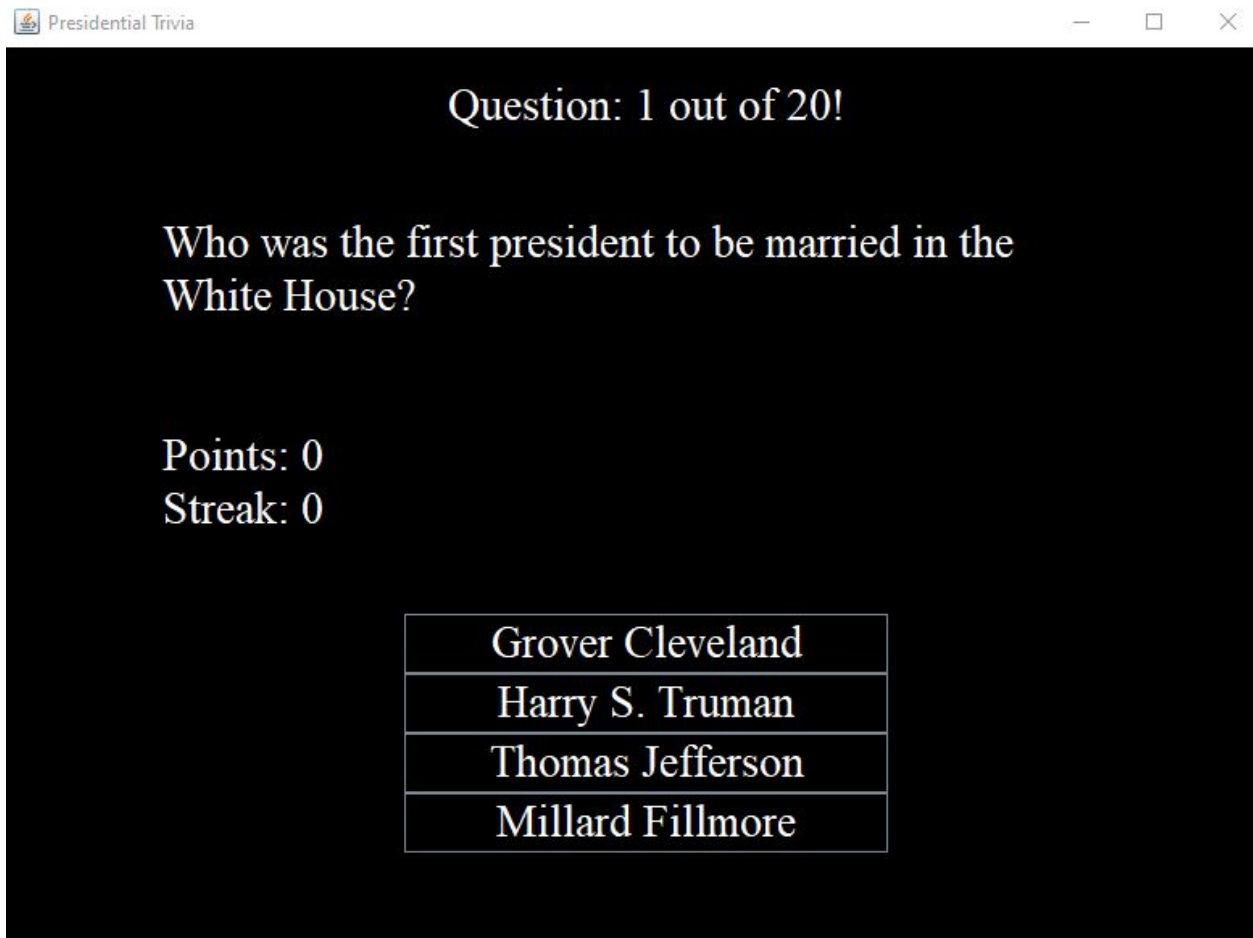 Presidential Trivia
Question: 1 out of 20!
Who was the first president to be married in the
White House?
Points: 0
Streak: 0
Grover Cleveland
Harry S. Truman
Thomas Jefferson
Millard Fillmore